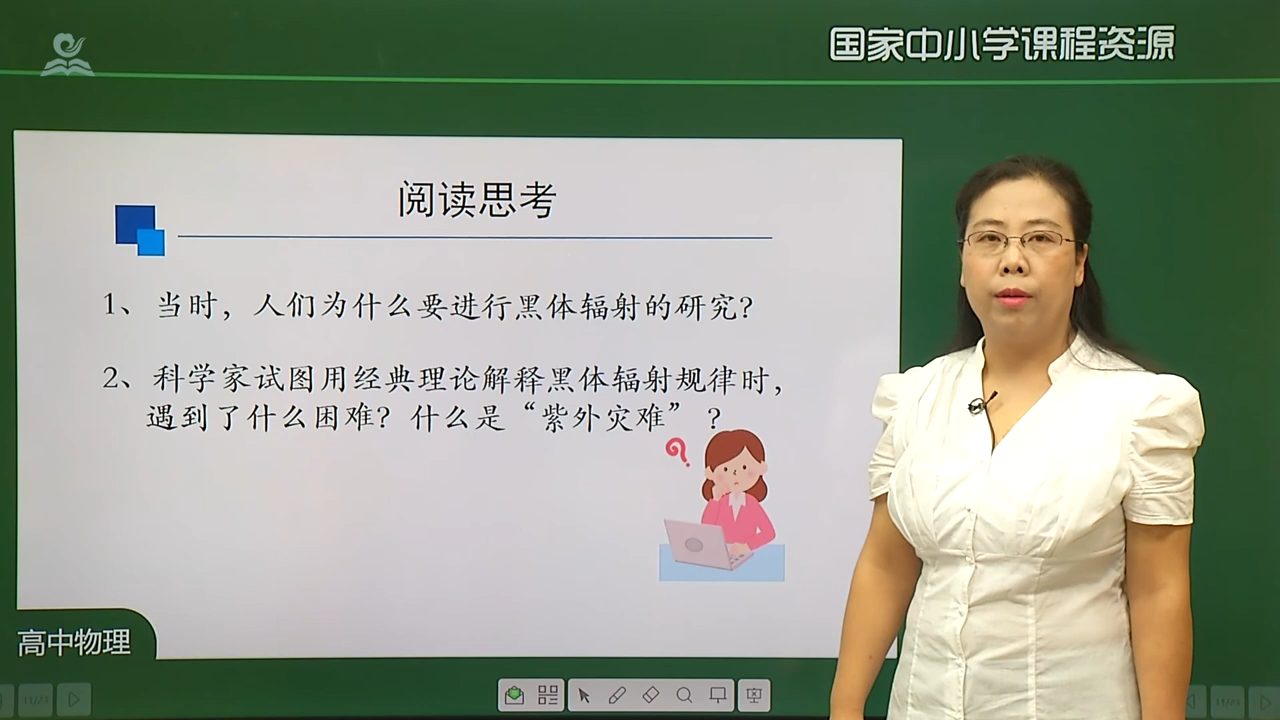 国家中小学课程资源
阅读思考
1、当时，人们为什么要进行黑体辐射的研究？
2、科学家试图用经典理论解释黑体辐射规律时，
遇到了什么困难？什么是“紫外灾难”？
高中物理